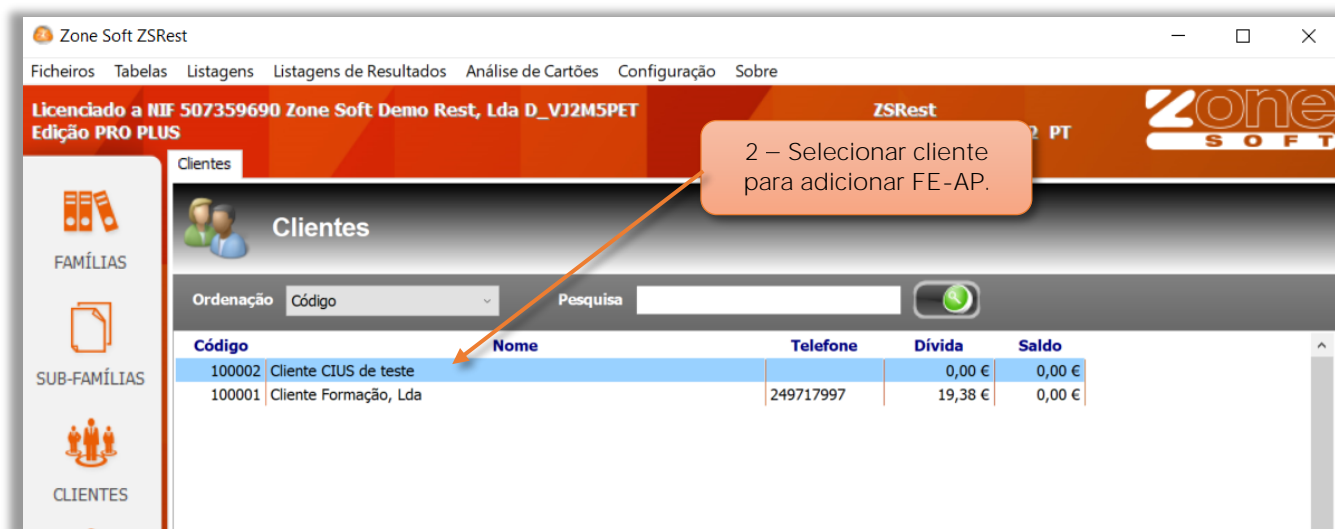 Zone Soft ZSRest
Ficheiros Tabelas Listagens Listagens de Resultados Análise de Cartões Configuração Sobre
Licenciado a NIF 507359690 Zone Soft Demo Rest, Lda D_VJ2M5PET ZSRest
Edição PRO PLUS PT
Zone
SOFT
2 – Selecionar cliente
para adicionar FE-AP.
Clientes
Clientes
FAMÍLIAS
Ordenação Código Pesquisa
Código Nome Telefone Dívida Saldo
100002 Cliente CIUS de teste 0,00 € 0,00 €
100001 Cliente Formação, Lda 249717997 19,38 € 0,00 €
SUB-FAMÍLIAS
CLIENTES